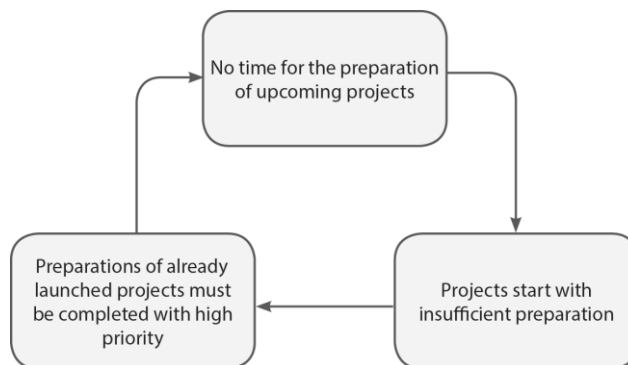 No time for the preparation
of upcoming projects
Preparations of already
launched projects must
be completed with high
priority
Projects start with
insufficient preparation